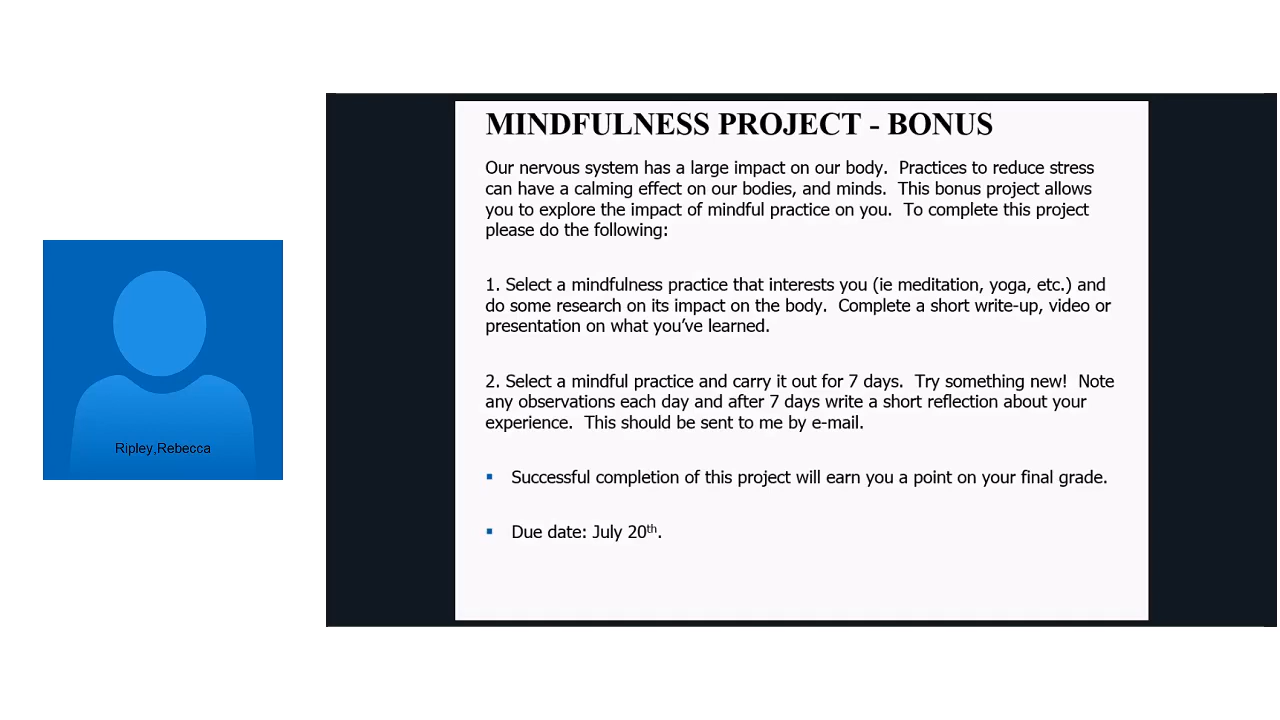 MINDFULNESS PROJECT - BONUS
Our nervous system has a large impact on our body. Practices to reduce stress
can have a calming effect on our bodies, and minds. This bonus project allows
you to explore the impact of mindful practice on you. To complete this project
please do the following:
1. Select a mindfulness practice that interests you (ie meditation, yoga, etc.) and
do some research on its impact on the body. Complete a short write-up, video or
presentation on what you’ve learned.
2. Select a mindful practice and carry it out for 7 days. Try something new! Note
any observations each day and after 7 days write a short reflection about your
experience. This should be sent to me by e-mail.
▪ Successful completion of this project will earn you a point on your final grade.
▪ Due date: July 20th.
Ripley,Rebecca